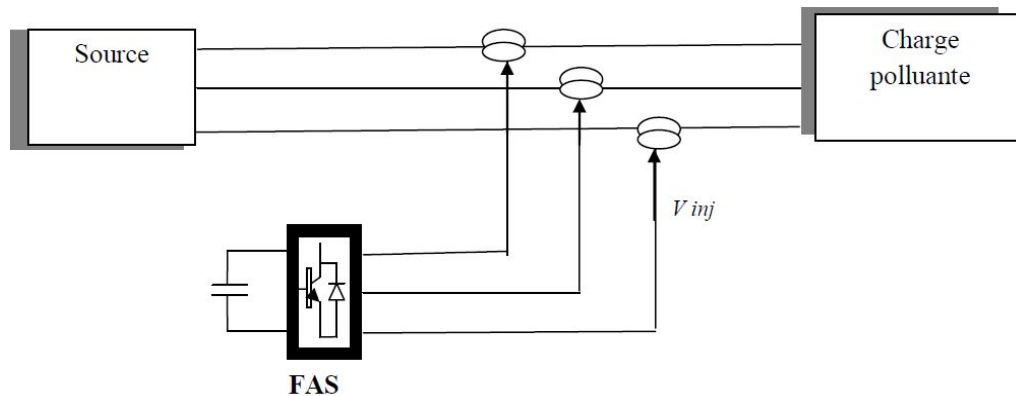 Source
Charge
polluante
V inj
FAS